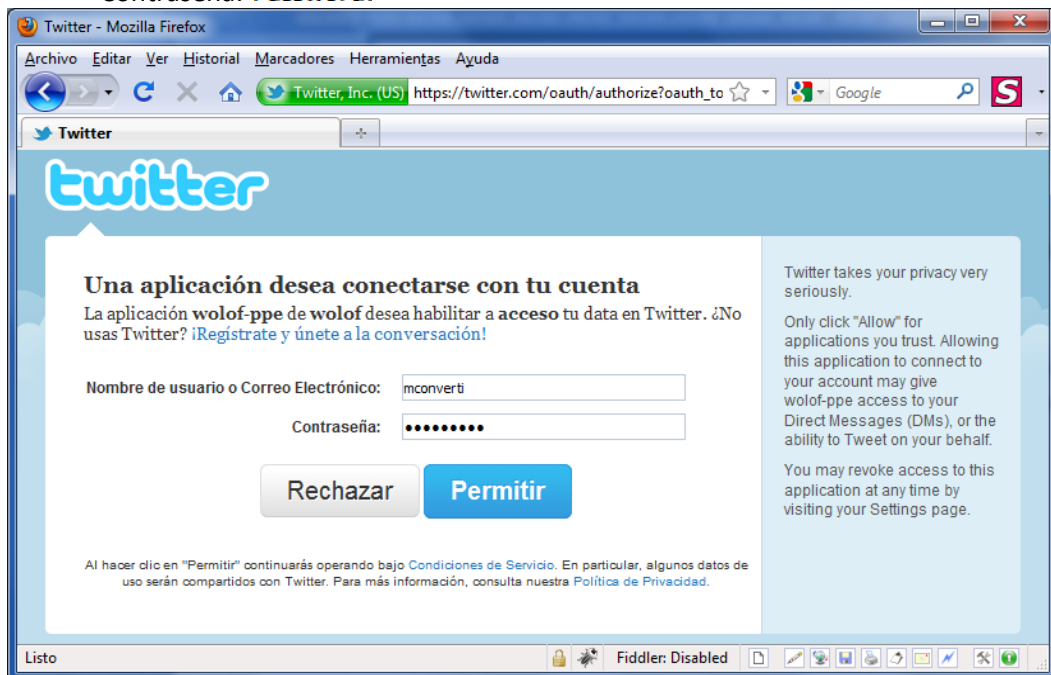 Twitter - Mozilla Firefox
Archivo Editar Ver Historial Marcadores Herramientas Ayuda
Twitter, Inc. (US) https://twitter.com/oauth/authorize?oauth_to Google S
Twitter
twitter
Una aplicación desea conectarse con tu cuenta
La aplicación wolof-ppe de wolof desea habilitar a acceso tu data en Twitter. ¿No
usas Twitter? ¡Regístrate y únete a la conversación!
Nombre de usuario o Correo Electrónico: mconverti
Contraseña: •••••••••
Rechazar Permitir
Al hacer clic en "Permitir" continuarás operando bajo Condiciones de Servicio. En particular, algunos datos de
uso serán compartidos con Twitter. Para más información, consulta nuestra Política de Privacidad.
Twitter takes your privacy very
seriously.
Only click "Allow" for
applications you trust. Allowing
this application to connect to
your account may give
wolof-ppe access to your
Direct Messages (DMs), or the
ability to Tweet on your behalf.
You may revoke access to this
application at any time by
visiting your Settings page.
Listo Fiddler: Disabled